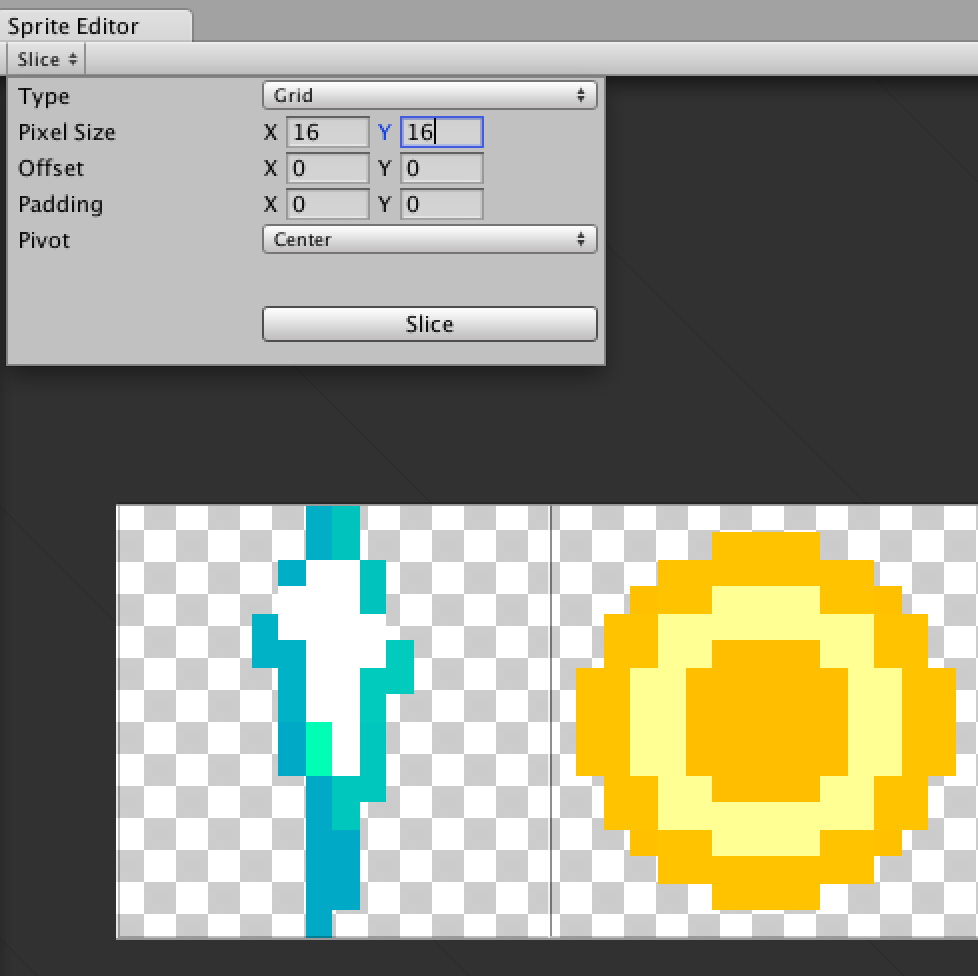 Sprite Editor
Slice
Type Grid
Pixel Size X 16 Y 16
Offset X 0 Y 0
Padding X 0 Y 0
Pivot Center
Slice